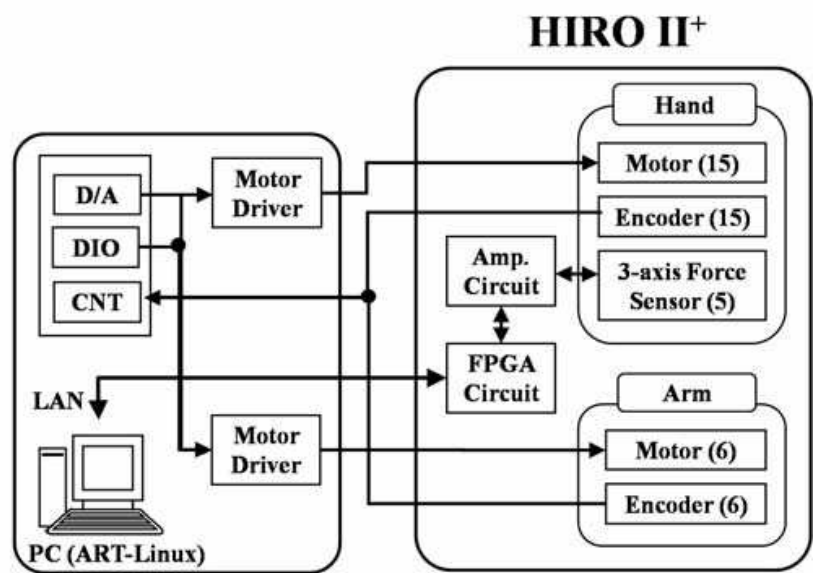 HIRO II+
Hand
Motor (15)
Encoder (15)
3-axis Force
Sensor (5)
Amp.
Circuit
FPGA
Circuit
Arm
Motor (6)
Encoder (6)
D/A
DIO
CNT
Motor
Driver
LAN
Motor
Driver
PC (ART-Linux)